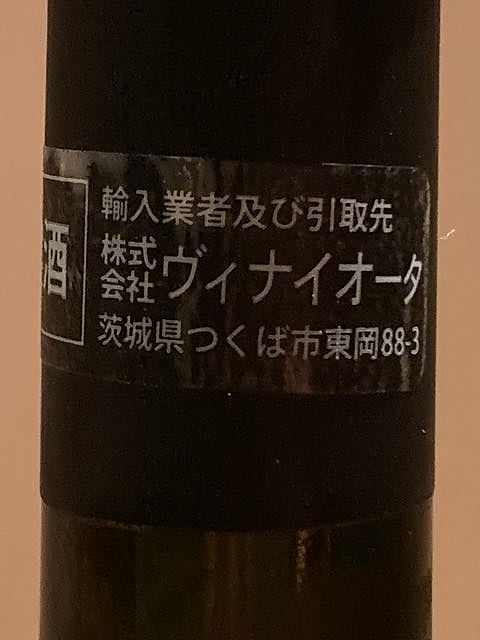 酒
輸入業者及び引取先
株式会社ヴィナイオータ
茨城県つくば市東岡88-3